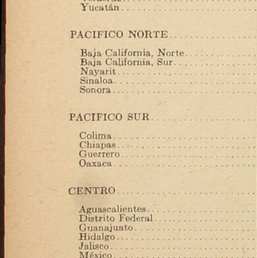 Yucatán
PACIFICO NORTE
Baja California, Norte
Baja California, Sur
Nayarit
Sinaloa
Sonora
PACIFICO SUR
Colima
Chiapas
Guerrero
Oaxaca
CENTRO
Aguascalientes
Distrito Federal
Guanajuato
Hidalgo
Jalisco
México